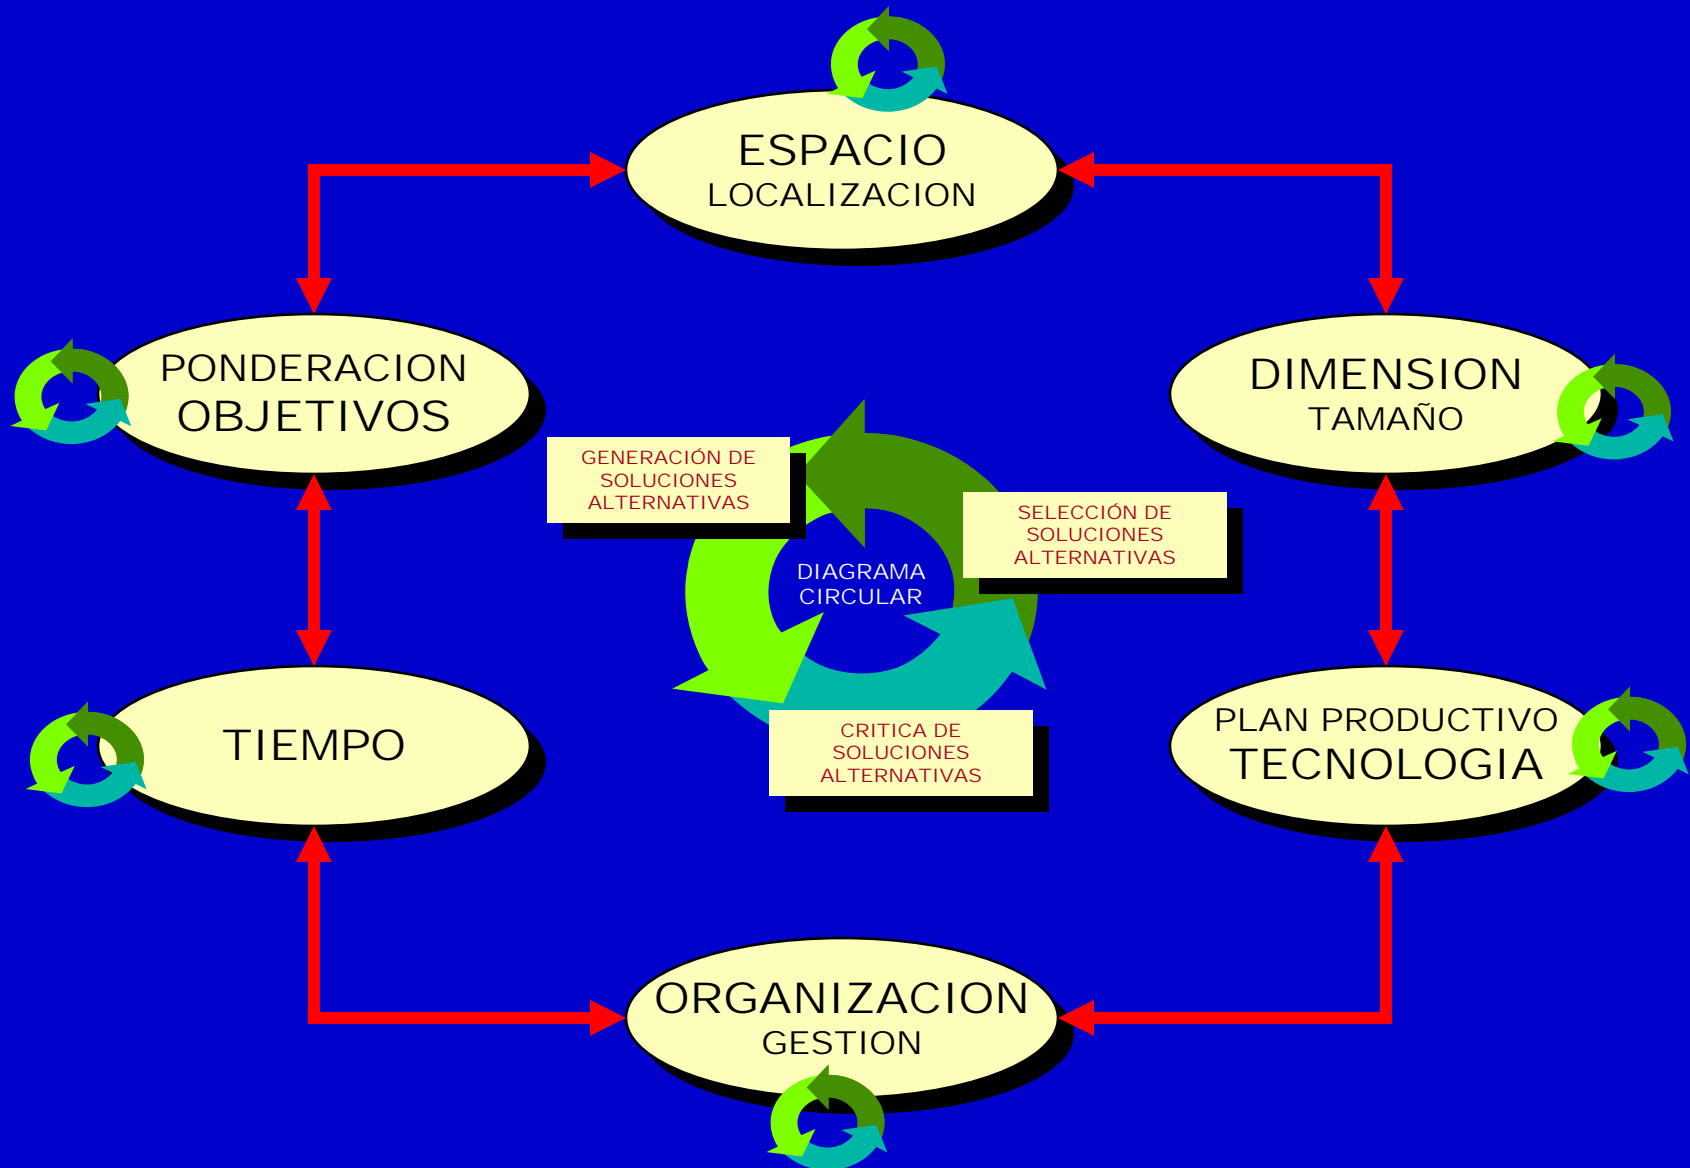 ESPACIO
LOCALIZACION
PONDERACION
OBJETIVOS
DIMENSION
TAMAÑO
GENERACIÓN DE
SOLUCIONES
ALTERNATIVAS
SELECCIÓN DE
SOLUCIONES
ALTERNATIVAS
DIAGRAMA
CIRCULAR
CRITICA DE
SOLUCIONES
ALTERNATIVAS
TIEMPO
PLAN PRODUCTIVO
TECNOLOGIA
ORGANIZACION
GESTION